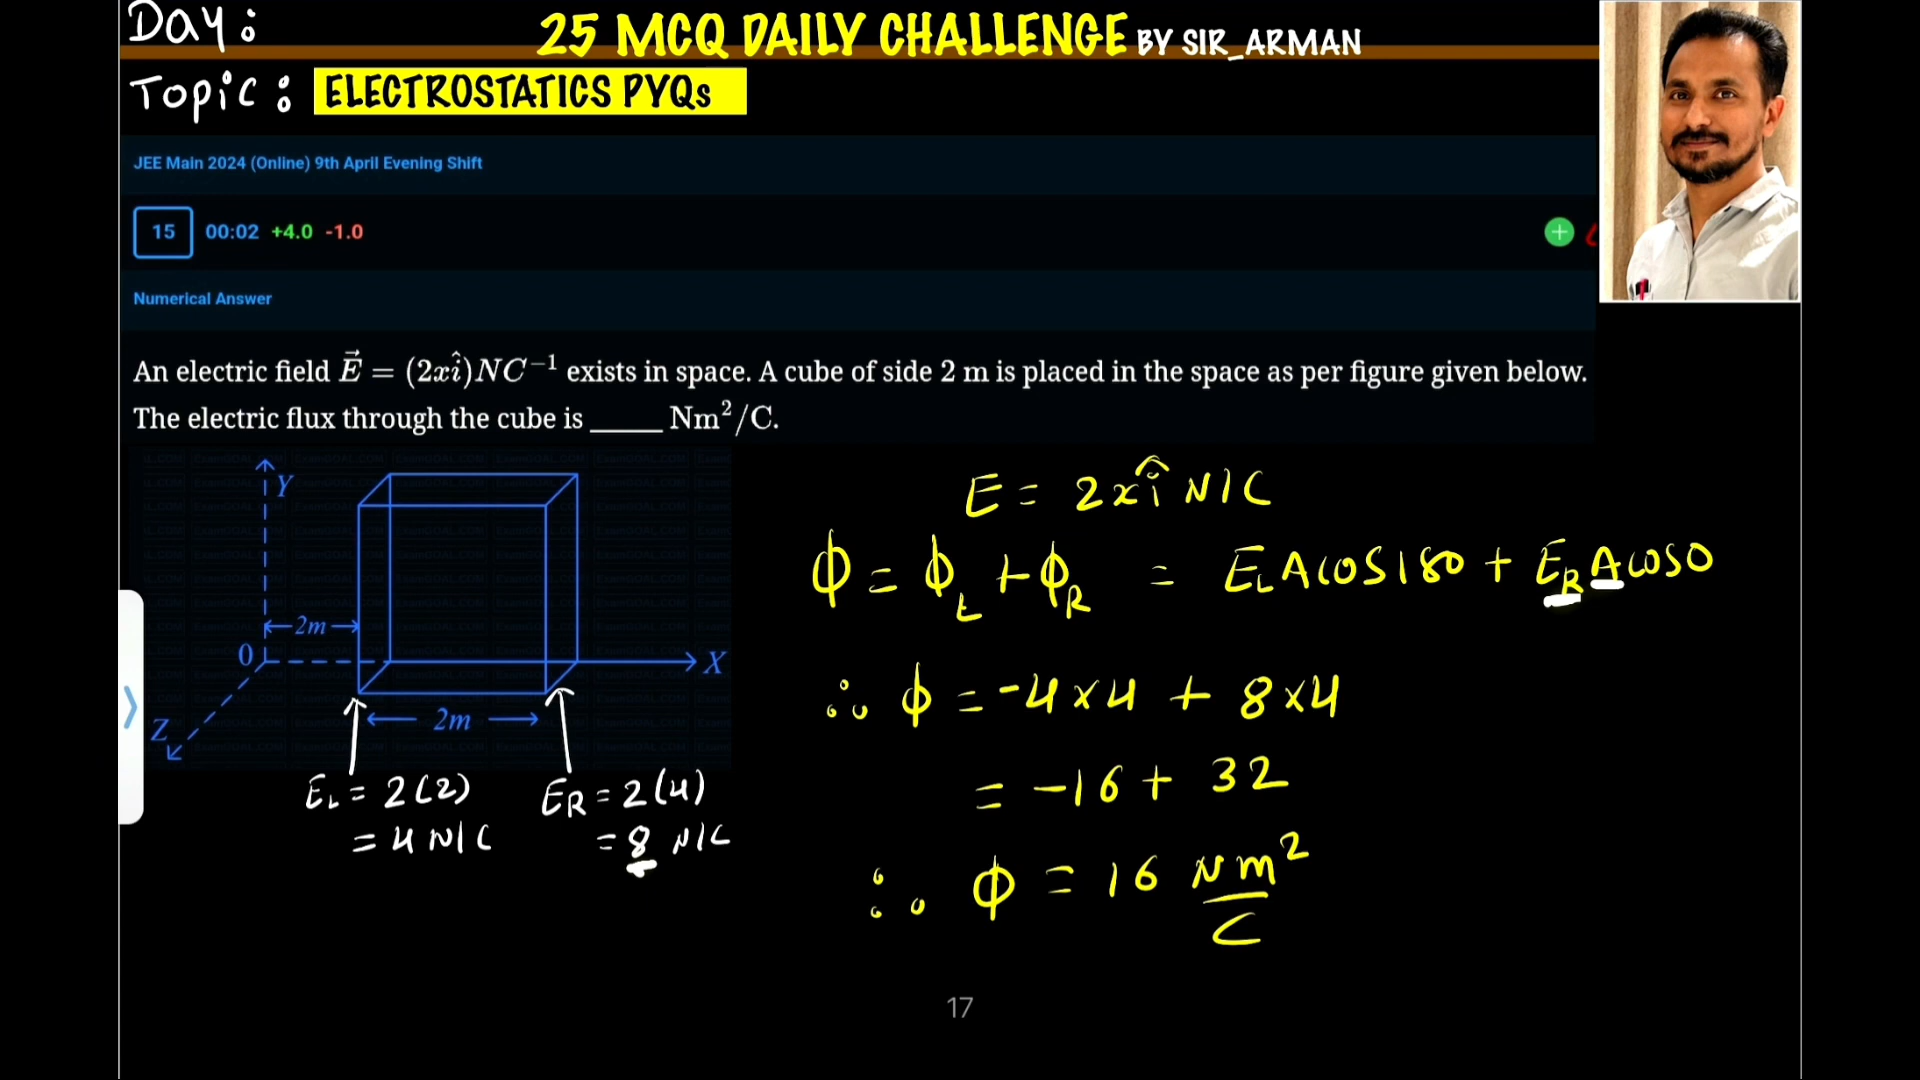 Day:
25 MCQ DAILY CHALLENGE BY SIR_ARMAN
Topic: ELECTROSTATICS PYQs
JEE Main 2024 (Online) 9th April Evening Shift
15 00:02 +4.0 -1.0
Numerical Answer
An electric field $\vec{E} = (2x\hat{i}) NC^{-1}$ exists in space. A cube of side 2 m is placed in the space as per figure given below.
The electric flux through the cube is _____ Nm²/C.
Y
2m
0
X
Z
2m
E_L = 2(2)
= 4 N/C
E_R = 2(4)
= 8 N/C
E = 2x$\hat{i}$ N/C
ϕ = ϕ_L + ϕ_R = E_L A cos 180 + E_R A cos 0
∴ ϕ = -4×4 + 8×4
= -16 + 32
∴ ϕ = 16 Nm²/C
17